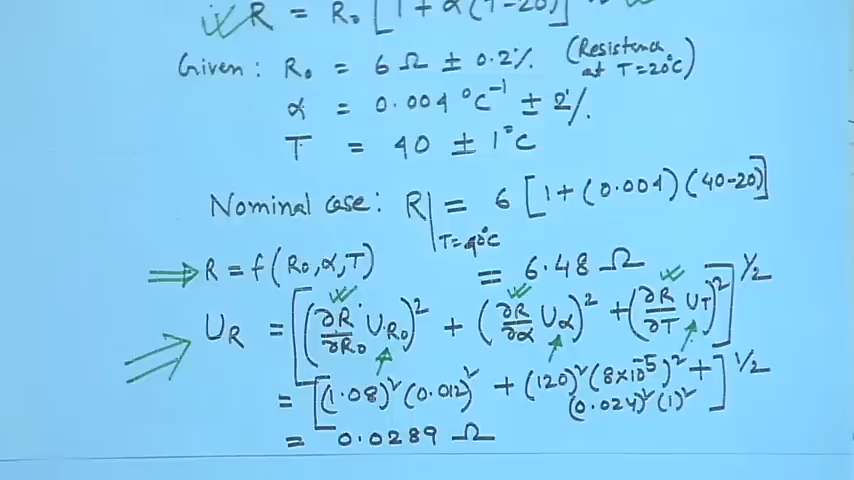 R = R₀ [1 + α(T-20)]
Given: R₀ = 6 Ω ± 0.2% (Resistance at T=20°C)
α = 0.004 °C⁻¹ ± 2%
T = 40 ± 1°C
Nominal case: R|T=40°C = 6 [1+(0.004)(40-20)]
R = f(R₀,α,T) = 6.48 Ω
U_R = [(∂R/∂R₀ U_R₀)² + (∂R/∂α U_α)² + (∂R/∂T U_T)²]^1/2
= [(1.08)²(0.012)² + (120)²(8×10⁻⁵)² + (0.024)²(1)²]^1/2
= 0.0289 Ω